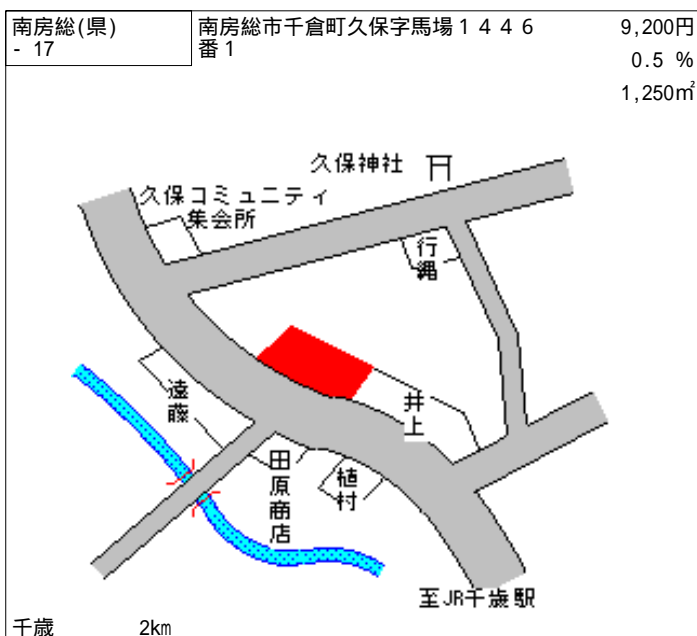 南房総(県)
- 17
南房総市千倉町久保字馬場１４４６
番１
9,200円
0.5 %
1,250㎡
久保神社
久保コミュニティ
集会所
行縄
遠藤
井上
田原商店
植村
至JR千歳駅
千歳 2km